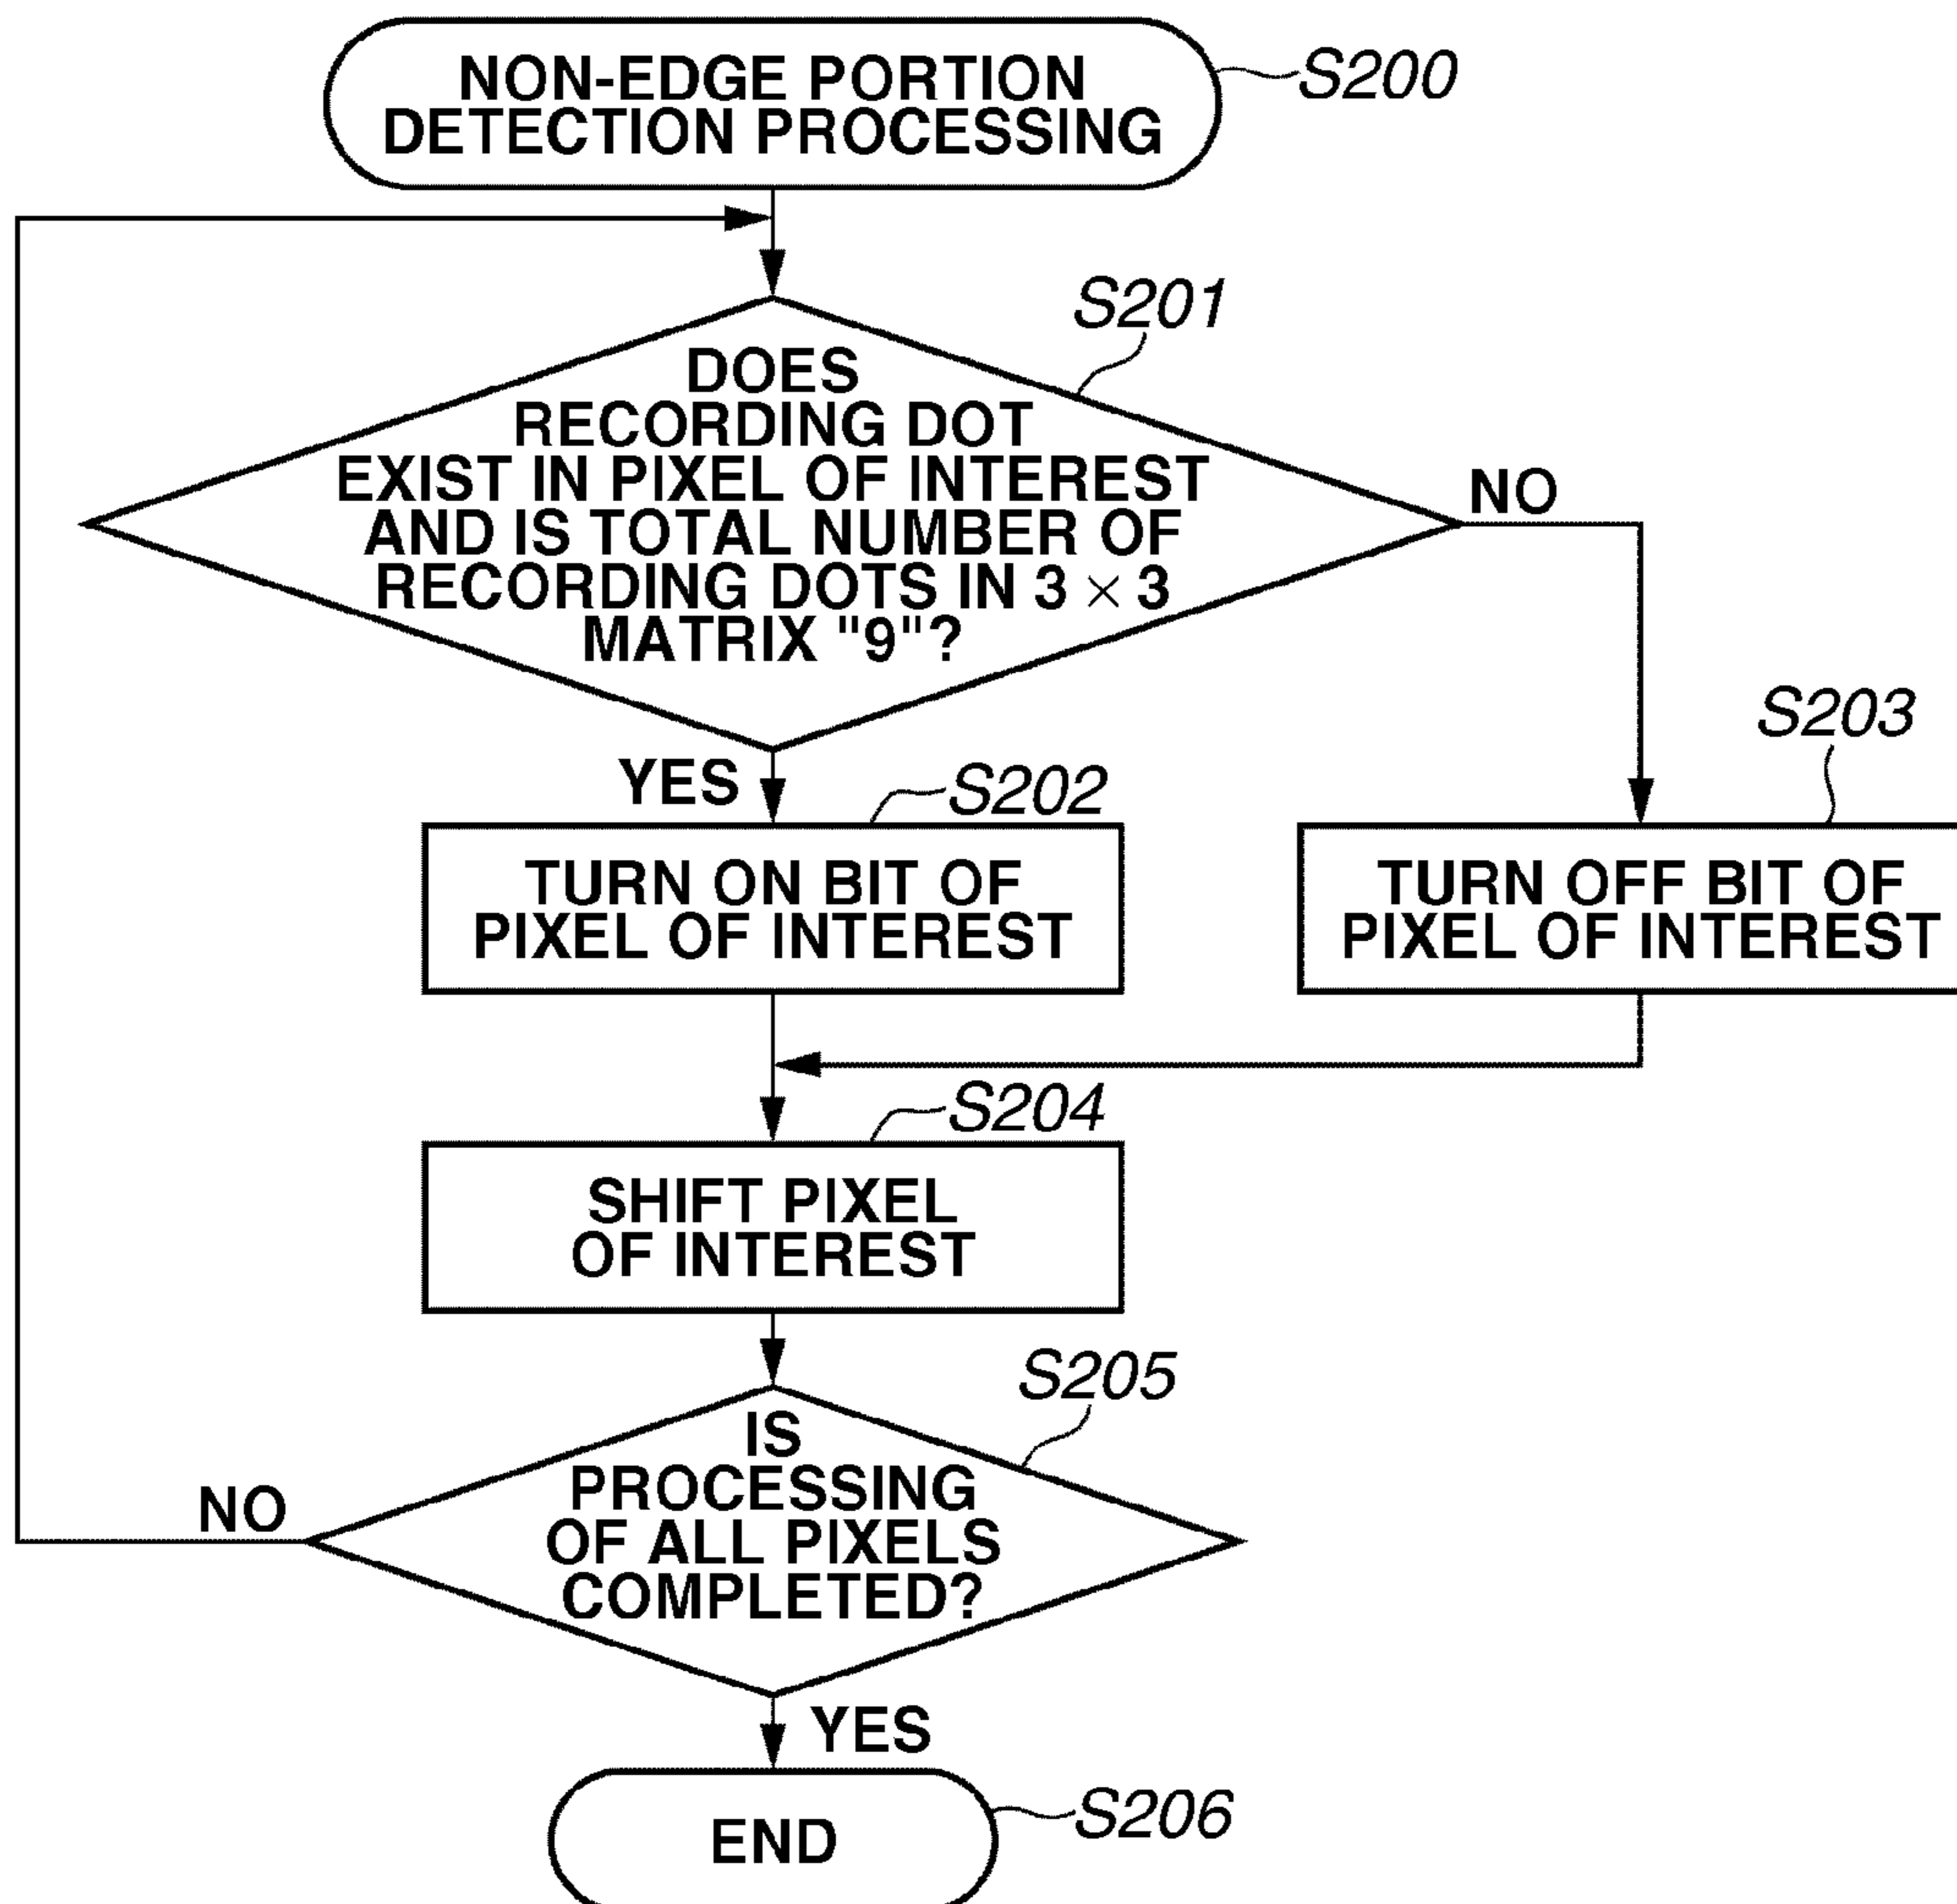 NON-EDGE PORTION
DETECTION PROCESSING
S200
S201
DOES
RECORDING DOT
EXIST IN PIXEL OF INTEREST
AND IS TOTAL NUMBER OF
RECORDING DOTS IN 3 × 3
MATRIX "9"?
NO
YES
S202
S203
TURN ON BIT OF
PIXEL OF INTEREST
TURN OFF BIT OF
PIXEL OF INTEREST
S204
SHIFT PIXEL
OF INTEREST
S205
IS
PROCESSING
OF ALL PIXELS
COMPLETED?
NO
YES
END
S206